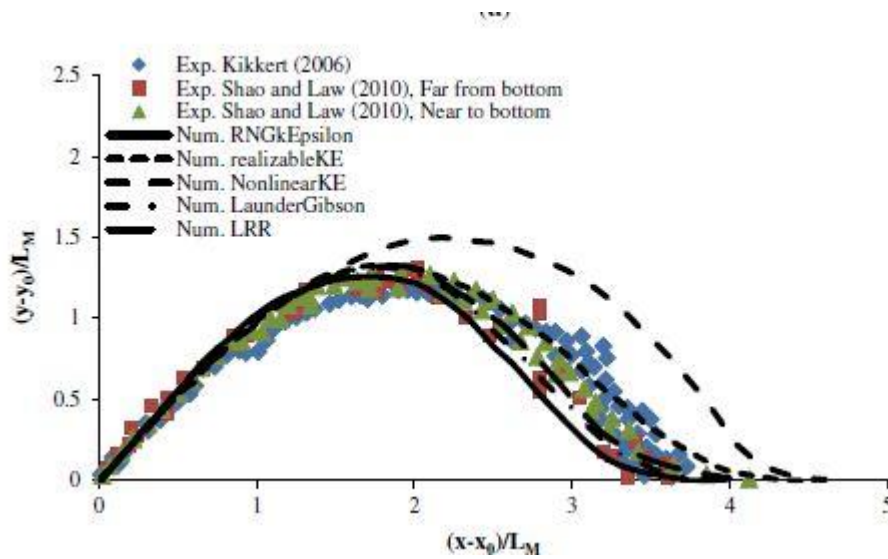 Exp. Kikkert (2006)
Exp. Shao and Law (2010), Far from bottom
Exp. Shao and Law (2010), Near to bottom
Num. RNGkEpsilon
Num. realizableKE
Num. NonlinearKE
Num. LaunderGibson
Num. LRR
2.5
2
1.5
1
0.5
0
(y-y0)/LM
0 1 2 3 4 5
(x-x0)/LM